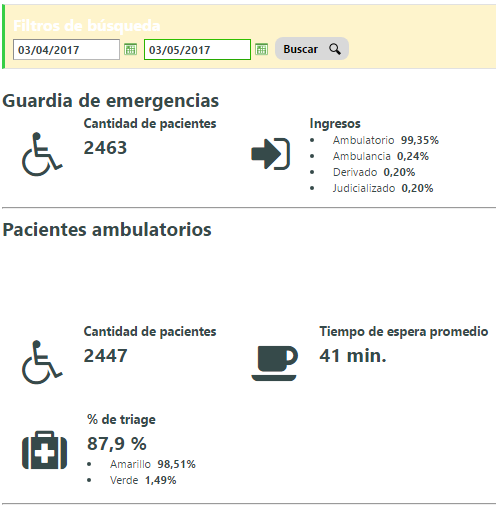 Filtros de búsqueda
03/04/2017 03/05/2017 Buscar
Guardia de emergencias
Cantidad de pacientes
2463
Ingresos
Ambulatorio 99,35%
Ambulancia 0,24%
Derivado 0,20%
Judicializado 0,20%
Pacientes ambulatorios
Cantidad de pacientes
2447
Tiempo de espera promedio
41 min.
% de triage
87,9 %
Amarillo 98,51%
Verde 1,49%